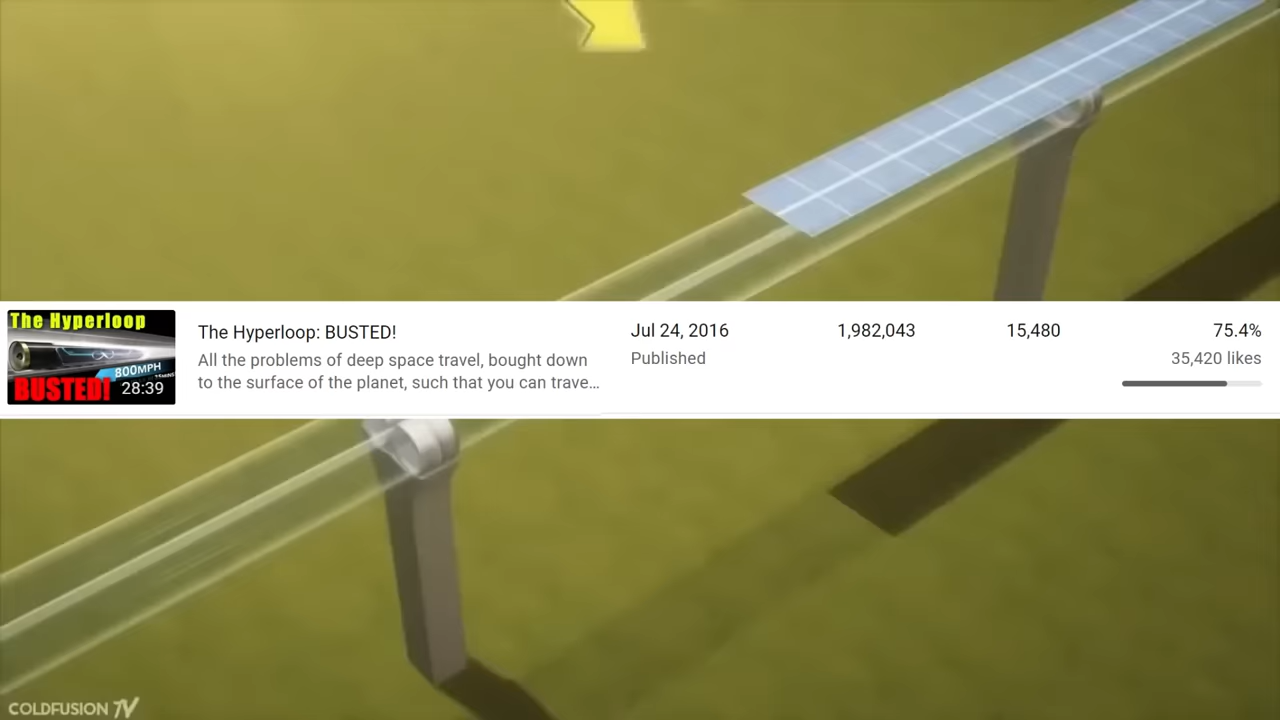 The Hyperloop
800MPH
BUSTED!
28:39
The Hyperloop: BUSTED!
All the problems of deep space travel, bought down
to the surface of the planet, such that you can trave...
Jul 24, 2016
Published
1,982,043
15,480
75.4%
35,420 likes
COLDFUSION TV